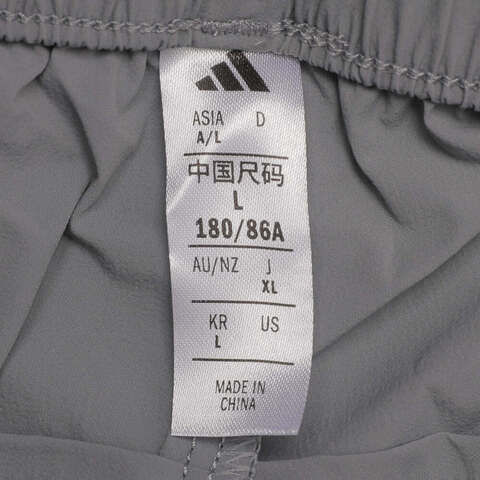 ASIA D
A/L
中国尺码
L
180/86A
AU/NZ J
XL
KR US
L
MADE IN
CHINA